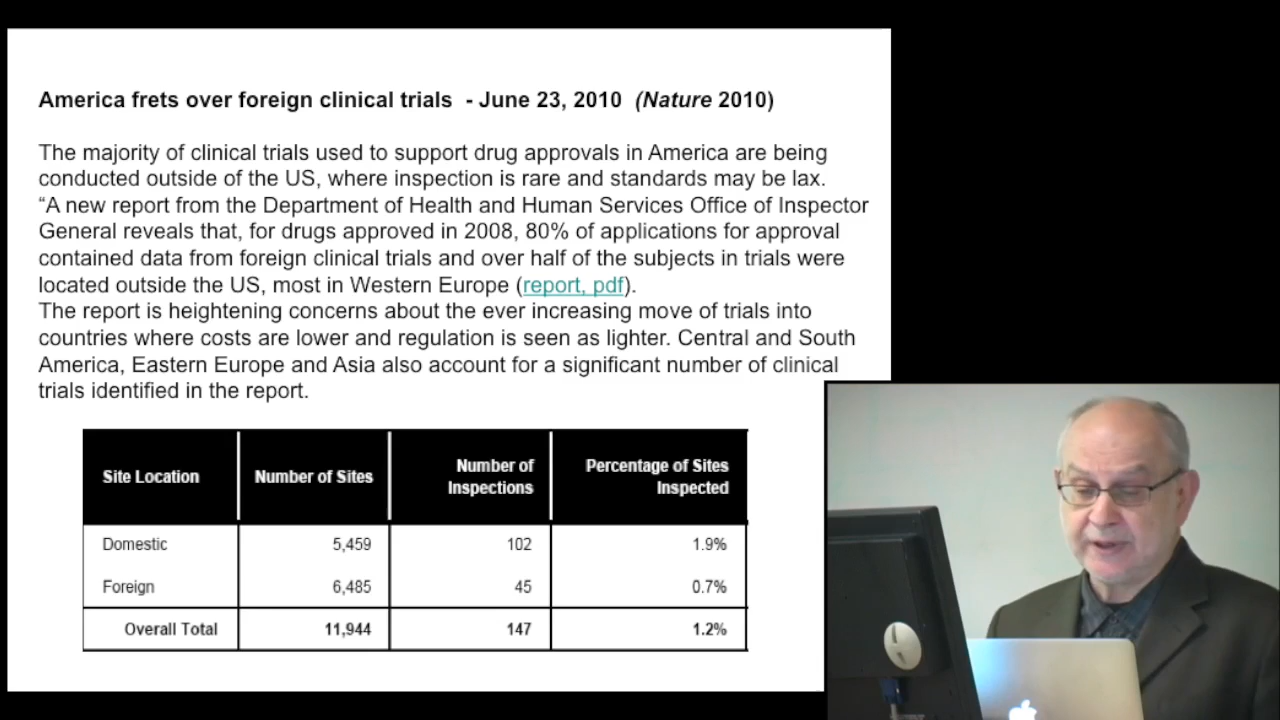 America frets over foreign clinical trials - June 23, 2010 (Nature 2010)
The majority of clinical trials used to support drug approvals in America are being
conducted outside of the US, where inspection is rare and standards may be lax.
“A new report from the Department of Health and Human Services Office of Inspector
General reveals that, for drugs approved in 2008, 80% of applications for approval
contained data from foreign clinical trials and over half of the subjects in trials were
located outside the US, most in Western Europe (report, pdf).
The report is heightening concerns about the ever increasing move of trials into
countries where costs are lower and regulation is seen as lighter. Central and South
America, Eastern Europe and Asia also account for a significant number of clinical
trials identified in the report.
Site Location Number of Sites Number of Inspections Percentage of Sites Inspected
Domestic 5,459 102 1.9%
Foreign 6,485 45 0.7%
Overall Total 11,944 147 1.2%